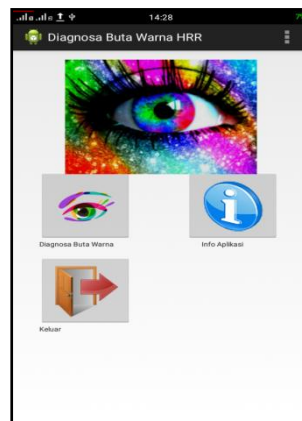 14:28
Diagnosa Buta Warna HRR
Diagnosa Buta Warna
Info Aplikasi
Keluar